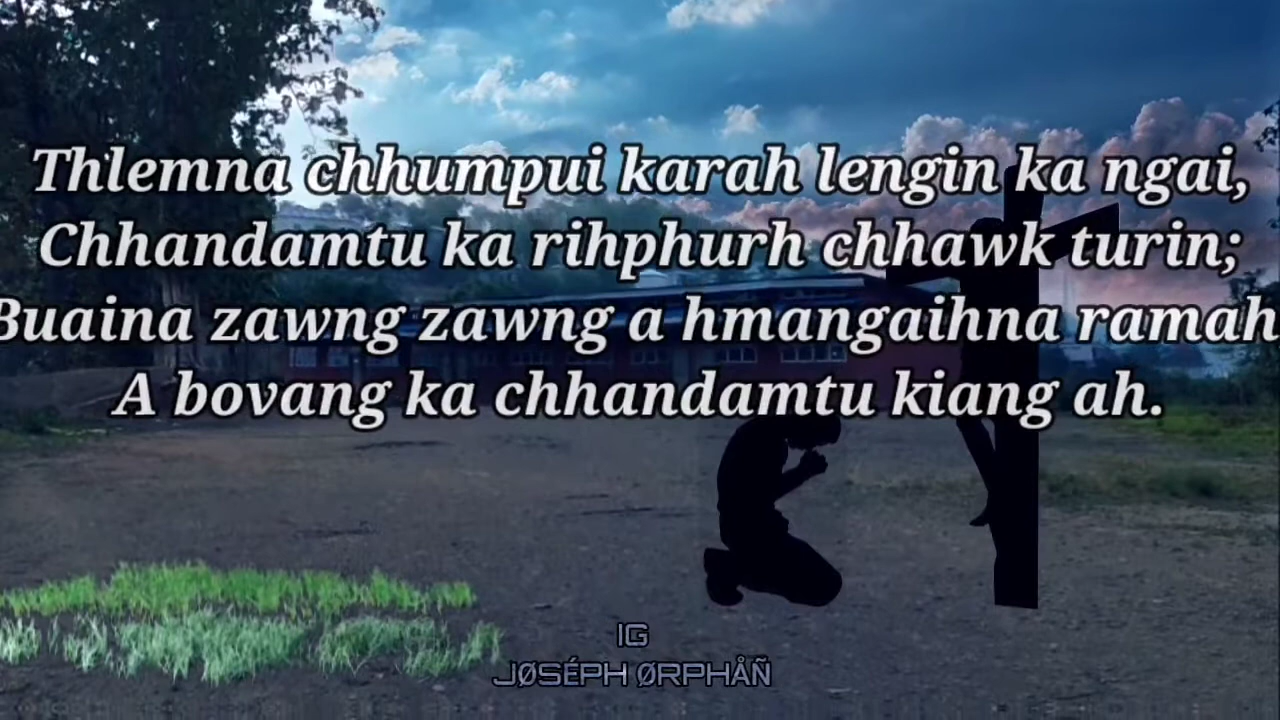 Thlemna chhumpui karah lengin ka ngai,
Chhandamtu ka rihphurh chhawk turin;
Buaina zawng zawng a hmangaihna ramah
A bovang ka chhandamtu kiang ah.
IG
JØSÉPH ØRPHÅÑ